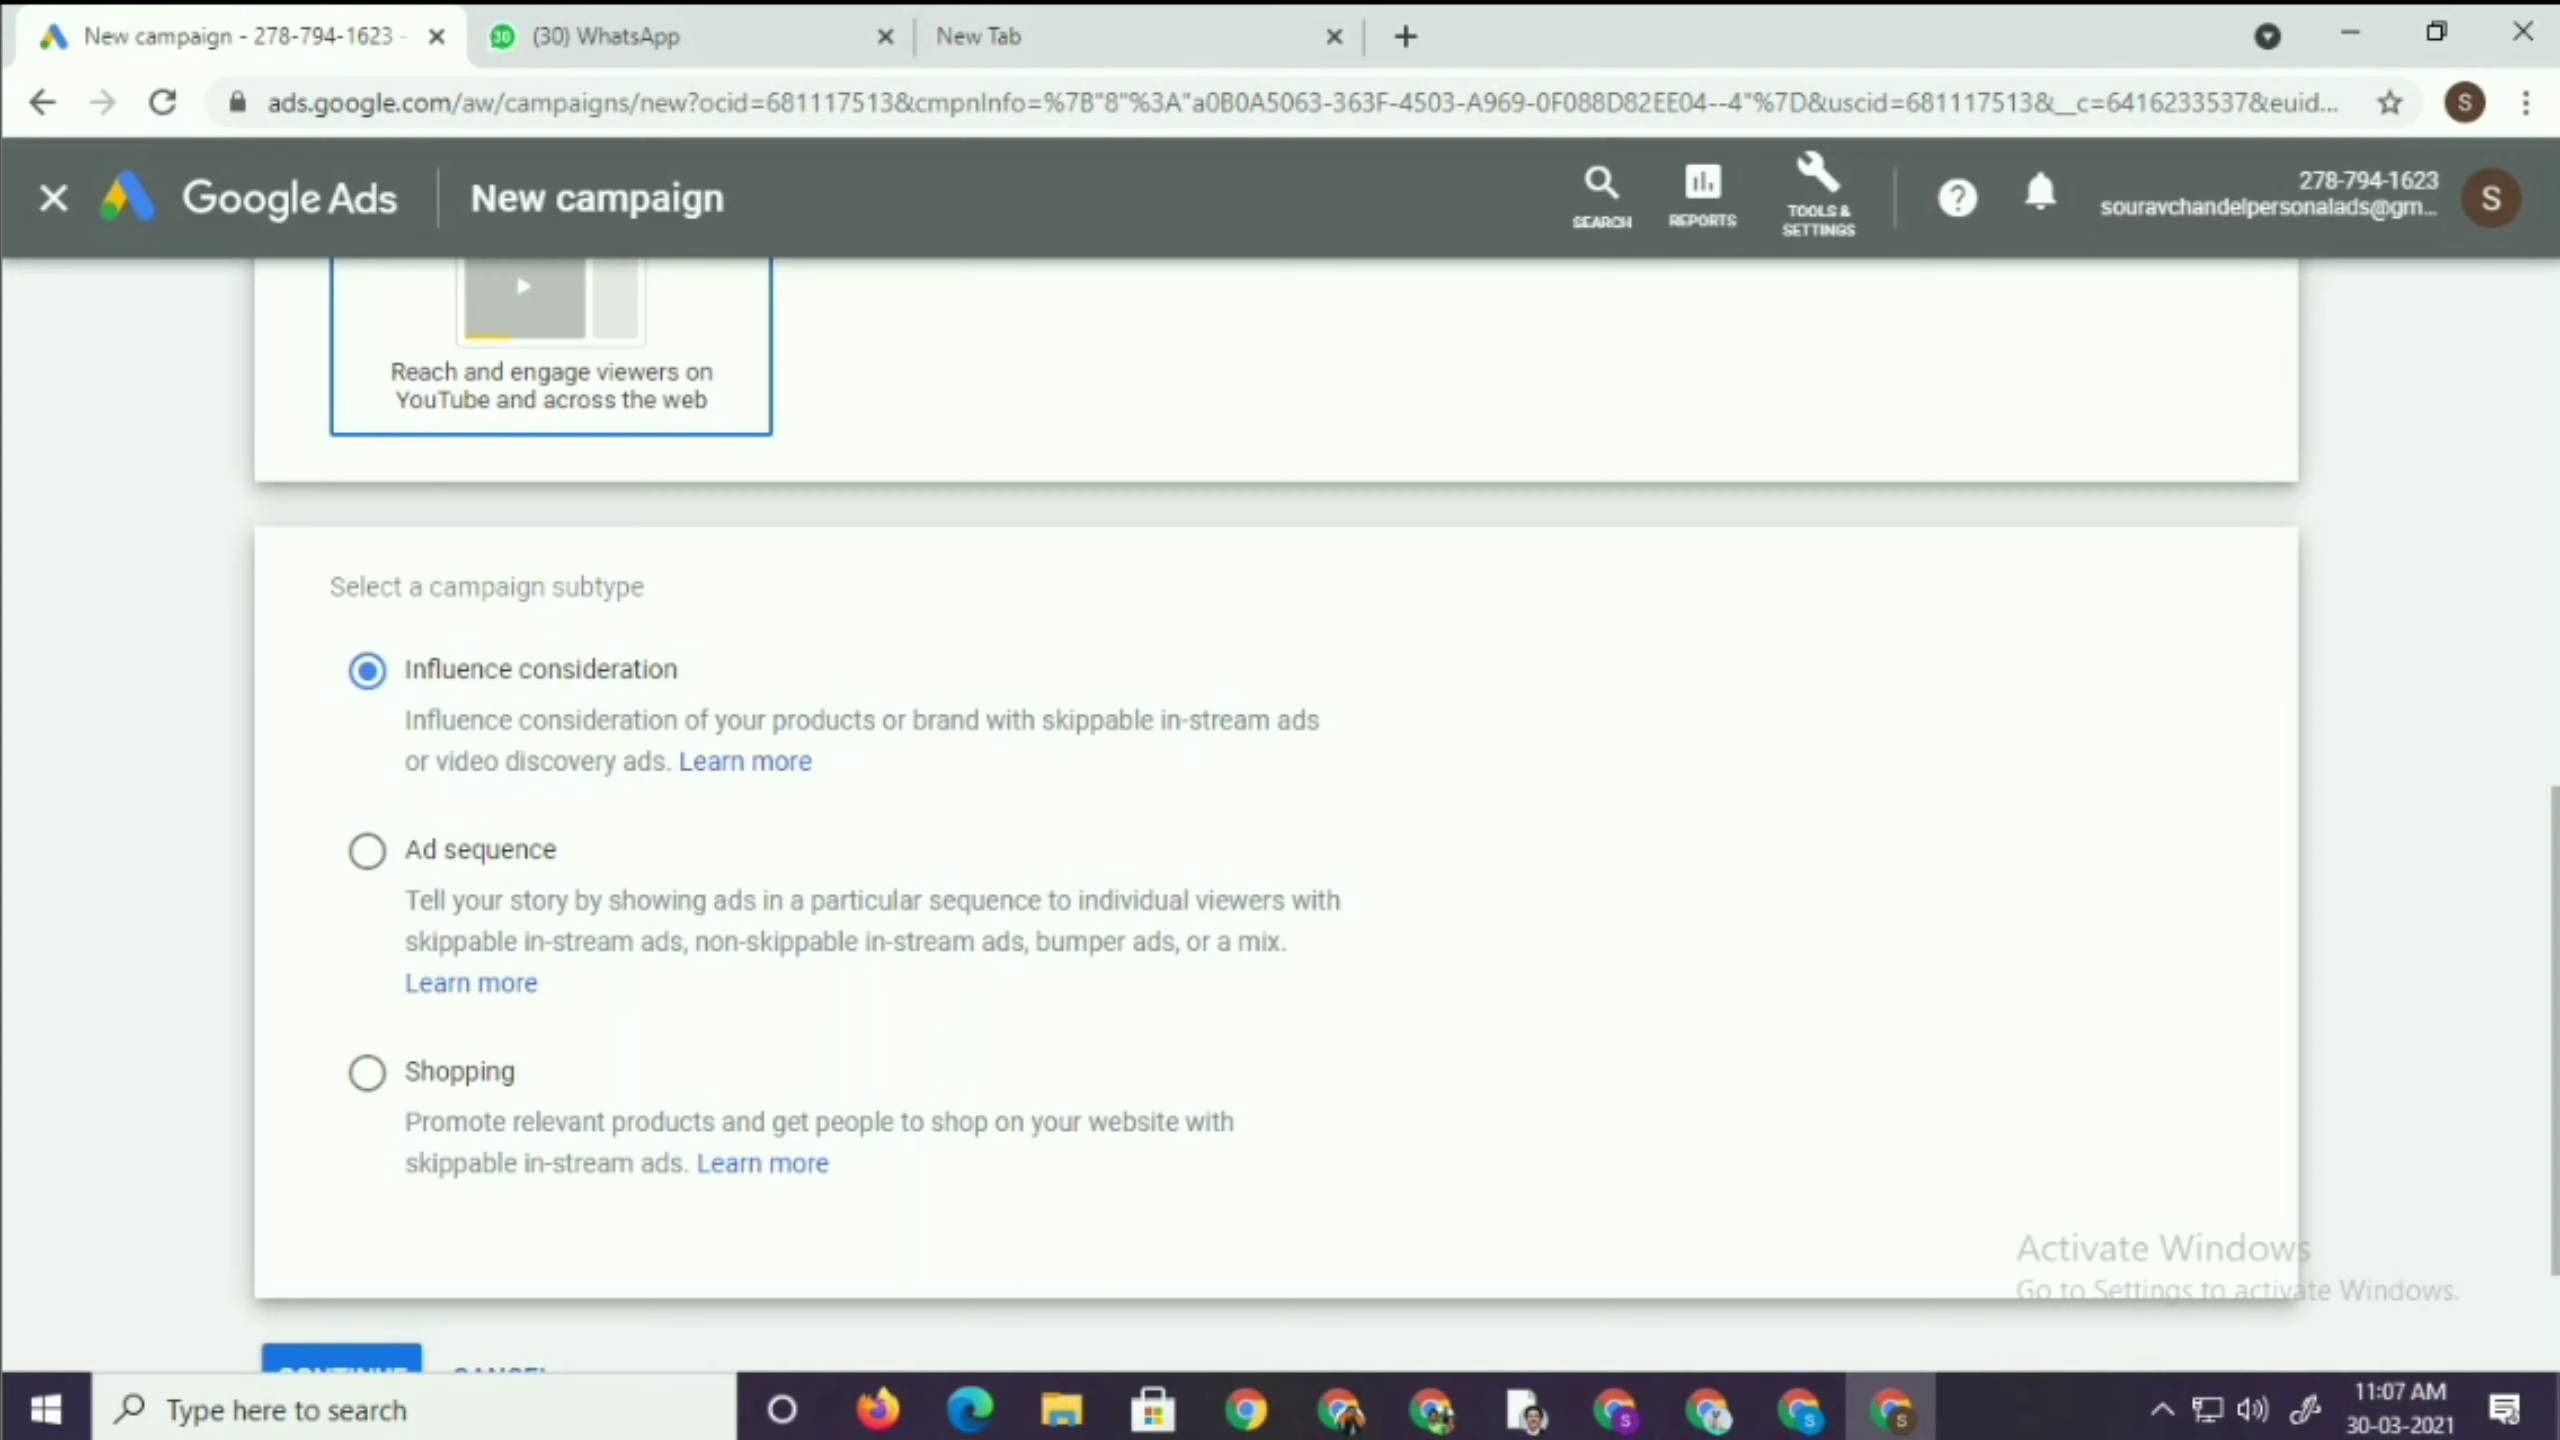 New campaign - 278-794-1623 -
30
(30) WhatsApp
New Tab
ads.google.com/aw/campaigns/new?ocid=681117513&cmpnInfo=%7B"8"%3A"a0B0A5063-363F-4503-A969-0F088D82EE04--4"%7D&uscid=681117513&__c=6416233537&euid...
S
Google Ads
New campaign
SEARCH
REPORTS
TOOLS &
SETTINGS
278-794-1623
souravchandelpersonalads@gm...
S
Reach and engage viewers on
YouTube and across the web
Select a campaign subtype
Influence consideration
Influence consideration of your products or brand with skippable in-stream ads
or video discovery ads. Learn more
Ad sequence
Tell your story by showing ads in a particular sequence to individual viewers with
skippable in-stream ads, non-skippable in-stream ads, bumper ads, or a mix.
Learn more
Shopping
Promote relevant products and get people to shop on your website with
skippable in-stream ads. Learn more
Activate Windows
Go to Settings to activate Windows.
CONTINUE
CANCEL
Type here to search
S
S
S
11:07 AM
30-03-2021